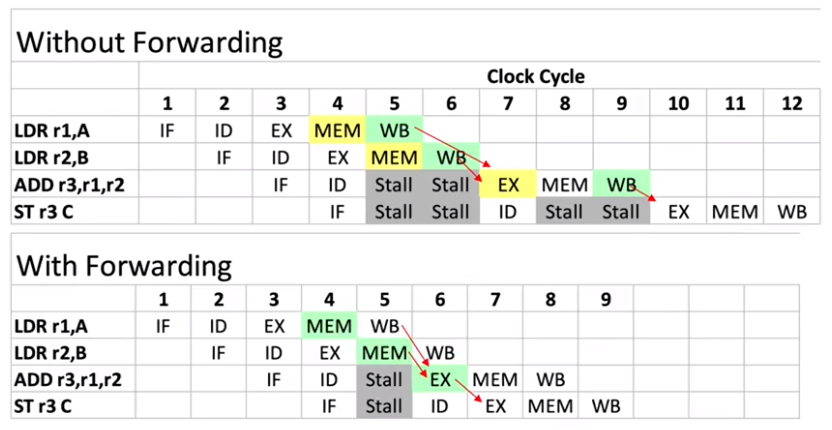 Without Forwarding
Clock Cycle
1 2 3 4 5 6 7 8 9 10 11 12
LDR r1,A IF ID EX MEM WB
LDR r2,B IF ID EX MEM WB
ADD r3,r1,r2 IF ID Stall Stall EX MEM WB
ST r3 C IF Stall Stall ID Stall Stall EX MEM WB
With Forwarding
1 2 3 4 5 6 7 8 9
LDR r1,A IF ID EX MEM WB
LDR r2,B IF ID EX MEM WB
ADD r3,r1,r2 IF ID Stall EX MEM WB
ST r3 C IF Stall ID EX MEM WB